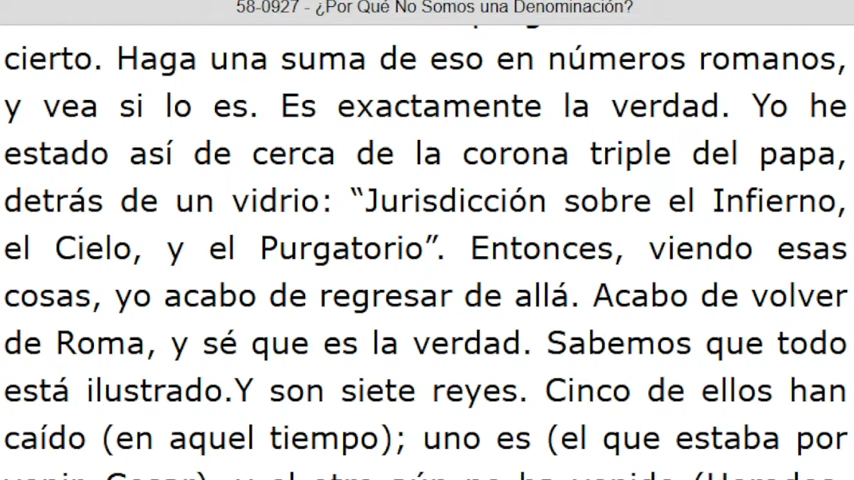 58-0927 - ¿Por Qué No Somos una Denominación?
cierto. Haga una suma de eso en números romanos,
y vea si lo es. Es exactamente la verdad. Yo he
estado así de cerca de la corona triple del papa,
detrás de un vidrio: “Jurisdicción sobre el Infierno,
el Cielo, y el Purgatorio”. Entonces, viendo esas
cosas, yo acabo de regresar de allá. Acabo de volver
de Roma, y sé que es la verdad. Sabemos que todo
está ilustrado.Y son siete reyes. Cinco de ellos han
caído (en aquel tiempo); uno es (el que estaba por